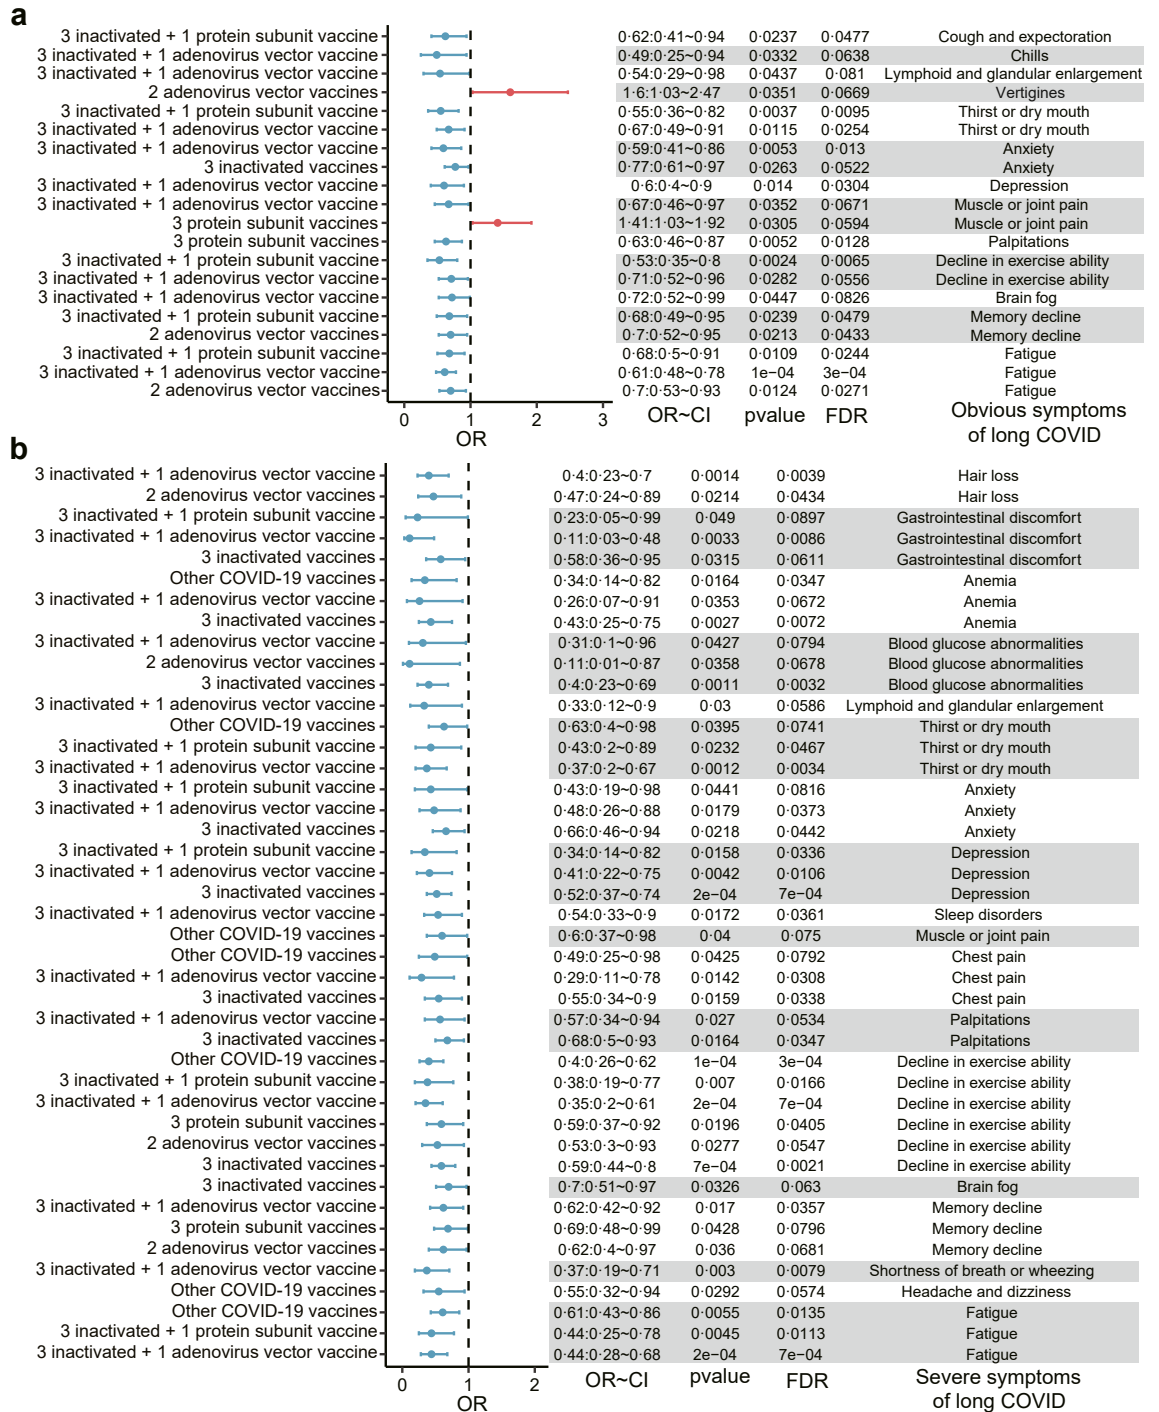 a
3 inactivated + 1 protein subunit vaccine 0·62:0·41~0·94 0·0237 0·0477 Cough and expectoration
3 inactivated + 1 adenovirus vector vaccine 0·49:0·25~0·94 0·0332 0·0638 Chills
3 inactivated + 1 adenovirus vector vaccine 0·54:0·29~0·98 0·0437 0·081 Lymphoid and glandular enlargement
2 adenovirus vector vaccines 1·6:1·03~2·47 0·0351 0·0669 Vertigines
3 inactivated + 1 protein subunit vaccine 0·55:0·36~0·82 0·0037 0·0095 Thirst or dry mouth
3 inactivated + 1 adenovirus vector vaccine 0·67:0·49~0·91 0·0115 0·0254 Thirst or dry mouth
3 inactivated + 1 adenovirus vector vaccine 0·59:0·41~0·86 0·0053 0·013 Anxiety
3 inactivated vaccines 0·77:0·61~0·97 0·0263 0·0522 Anxiety
3 inactivated + 1 adenovirus vector vaccine 0·6:0·4~0·9 0·014 0·0304 Depression
3 inactivated + 1 adenovirus vector vaccine 0·67:0·46~0·97 0·0352 0·0671 Muscle or joint pain
3 protein subunit vaccines 1·41:1·03~1·92 0·0305 0·0594 Muscle or joint pain
3 protein subunit vaccines 0·63:0·46~0·87 0·0052 0·0128 Palpitations
3 inactivated + 1 protein subunit vaccine 0·53:0·35~0·8 0·0024 0·0065 Decline in exercise ability
3 inactivated + 1 adenovirus vector vaccine 0·71:0·52~0·96 0·0282 0·0556 Decline in exercise ability
3 inactivated + 1 adenovirus vector vaccine 0·72:0·52~0·99 0·0447 0·0826 Brain fog
3 inactivated + 1 protein subunit vaccine 0·68:0·49~0·95 0·0239 0·0479 Memory decline
2 adenovirus vector vaccines 0·7:0·52~0·95 0·0213 0·0433 Memory decline
3 inactivated + 1 protein subunit vaccine 0·68:0·5~0·91 0·0109 0·0244 Fatigue
3 inactivated + 1 adenovirus vector vaccine 0·61:0·48~0·78 1e−04 3e−04 Fatigue
2 adenovirus vector vaccines 0·7:0·53~0·93 0·0124 0·0271 Fatigue
0 1 2 3 OR~CI pvalue FDR Obvious symptoms
OR of long COVID
b
3 inactivated + 1 adenovirus vector vaccine 0·4:0·23~0·7 0·0014 0·0039 Hair loss
2 adenovirus vector vaccines 0·47:0·24~0·89 0·0214 0·0434 Hair loss
3 inactivated + 1 protein subunit vaccine 0·23:0·05~0·99 0·049 0·0897 Gastrointestinal discomfort
3 inactivated + 1 adenovirus vector vaccine 0·11:0·03~0·48 0·0033 0·0086 Gastrointestinal discomfort
3 inactivated vaccines 0·58:0·36~0·95 0·0315 0·0611 Gastrointestinal discomfort
Other COVID-19 vaccines 0·34:0·14~0·82 0·0164 0·0347 Anemia
3 inactivated + 1 adenovirus vector vaccine 0·26:0·07~0·91 0·0353 0·0672 Anemia
3 inactivated vaccines 0·43:0·25~0·75 0·0027 0·0072 Anemia
3 inactivated + 1 adenovirus vector vaccine 0·31:0·1~0·96 0·0427 0·0794 Blood glucose abnormalities
2 adenovirus vector vaccines 0·11:0·01~0·87 0·0358 0·0678 Blood glucose abnormalities
3 inactivated vaccines 0·4:0·23~0·69 0·0011 0·0032 Blood glucose abnormalities
3 inactivated + 1 adenovirus vector vaccine 0·33:0·12~0·9 0·03 0·0586 Lymphoid and glandular enlargement
Other COVID-19 vaccines 0·63:0·4~0·98 0·0395 0·0741 Thirst or dry mouth
3 inactivated + 1 protein subunit vaccine 0·43:0·2~0·89 0·0232 0·0467 Thirst or dry mouth
3 inactivated + 1 adenovirus vector vaccine 0·37:0·2~0·67 0·0012 0·0034 Thirst or dry mouth
3 inactivated + 1 protein subunit vaccine 0·43:0·19~0·98 0·0441 0·0816 Anxiety
3 inactivated + 1 adenovirus vector vaccine 0·48:0·26~0·88 0·0179 0·0373 Anxiety
3 inactivated vaccines 0·66:0·46~0·94 0·0218 0·0442 Anxiety
3 inactivated + 1 protein subunit vaccine 0·34:0·14~0·82 0·0158 0·0336 Depression
3 inactivated + 1 adenovirus vector vaccine 0·41:0·22~0·75 0·0042 0·0106 Depression
3 inactivated vaccines 0·52:0·37~0·74 2e−04 7e−04 Depression
3 inactivated + 1 adenovirus vector vaccine 0·54:0·33~0·9 0·0172 0·0361 Sleep disorders
Other COVID-19 vaccines 0·6:0·37~0·98 0·04 0·075 Muscle or joint pain
Other COVID-19 vaccines 0·49:0·25~0·98 0·0425 0·0792 Chest pain
3 inactivated + 1 adenovirus vector vaccine 0·29:0·11~0·78 0·0142 0·0308 Chest pain
3 inactivated vaccines 0·55:0·34~0·9 0·0159 0·0338 Chest pain
3 inactivated + 1 adenovirus vector vaccine 0·57:0·34~0·94 0·027 0·0534 Palpitations
3 inactivated vaccines 0·68:0·5~0·93 0·0164 0·0347 Palpitations
Other COVID-19 vaccines 0·4:0·26~0·62 1e−04 3e−04 Decline in exercise ability
3 inactivated + 1 protein subunit vaccine 0·38:0·19~0·77 0·007 0·0166 Decline in exercise ability
3 inactivated + 1 adenovirus vector vaccine 0·35:0·2~0·61 2e−04 7e−04 Decline in exercise ability
3 protein subunit vaccines 0·59:0·37~0·92 0·0196 0·0405 Decline in exercise ability
2 adenovirus vector vaccines 0·53:0·3~0·93 0·0277 0·0547 Decline in exercise ability
3 inactivated vaccines 0·59:0·44~0·8 7e−04 0·0021 Decline in exercise ability
3 inactivated vaccines 0·7:0·51~0·97 0·0326 0·063 Brain fog
3 inactivated + 1 adenovirus vector vaccine 0·62:0·42~0·92 0·017 0·0357 Memory decline
3 protein subunit vaccines 0·69:0·48~0·99 0·0428 0·0796 Memory decline
2 adenovirus vector vaccines 0·62:0·4~0·97 0·036 0·0681 Memory decline
3 inactivated + 1 adenovirus vector vaccine 0·37:0·19~0·71 0·003 0·0079 Shortness of breath or wheezing
Other COVID-19 vaccines 0·55:0·32~0·94 0·0292 0·0574 Headache and dizziness
Other COVID-19 vaccines 0·61:0·43~0·86 0·0055 0·0135 Fatigue
3 inactivated + 1 protein subunit vaccine 0·44:0·25~0·78 0·0045 0·0113 Fatigue
3 inactivated + 1 adenovirus vector vaccine 0·44:0·28~0·68 2e−04 7e−04 Fatigue
0 1 2 OR~CI pvalue FDR Severe symptoms
OR of long COVID